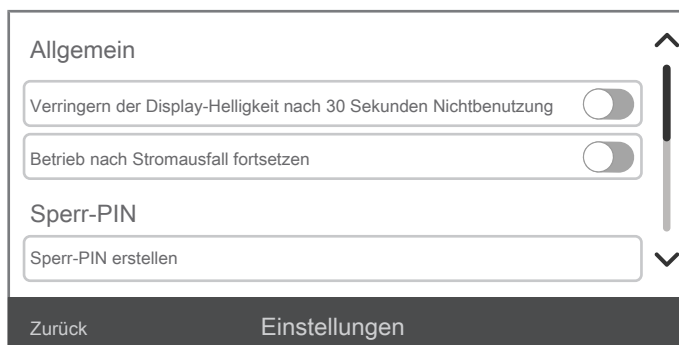 Allgemein
Verringern der Display-Helligkeit nach 30 Sekunden Nichtbenutzung
Betrieb nach Stromausfall fortsetzen
Sperr-PIN
Sperr-PIN erstellen
Zurück Einstellungen